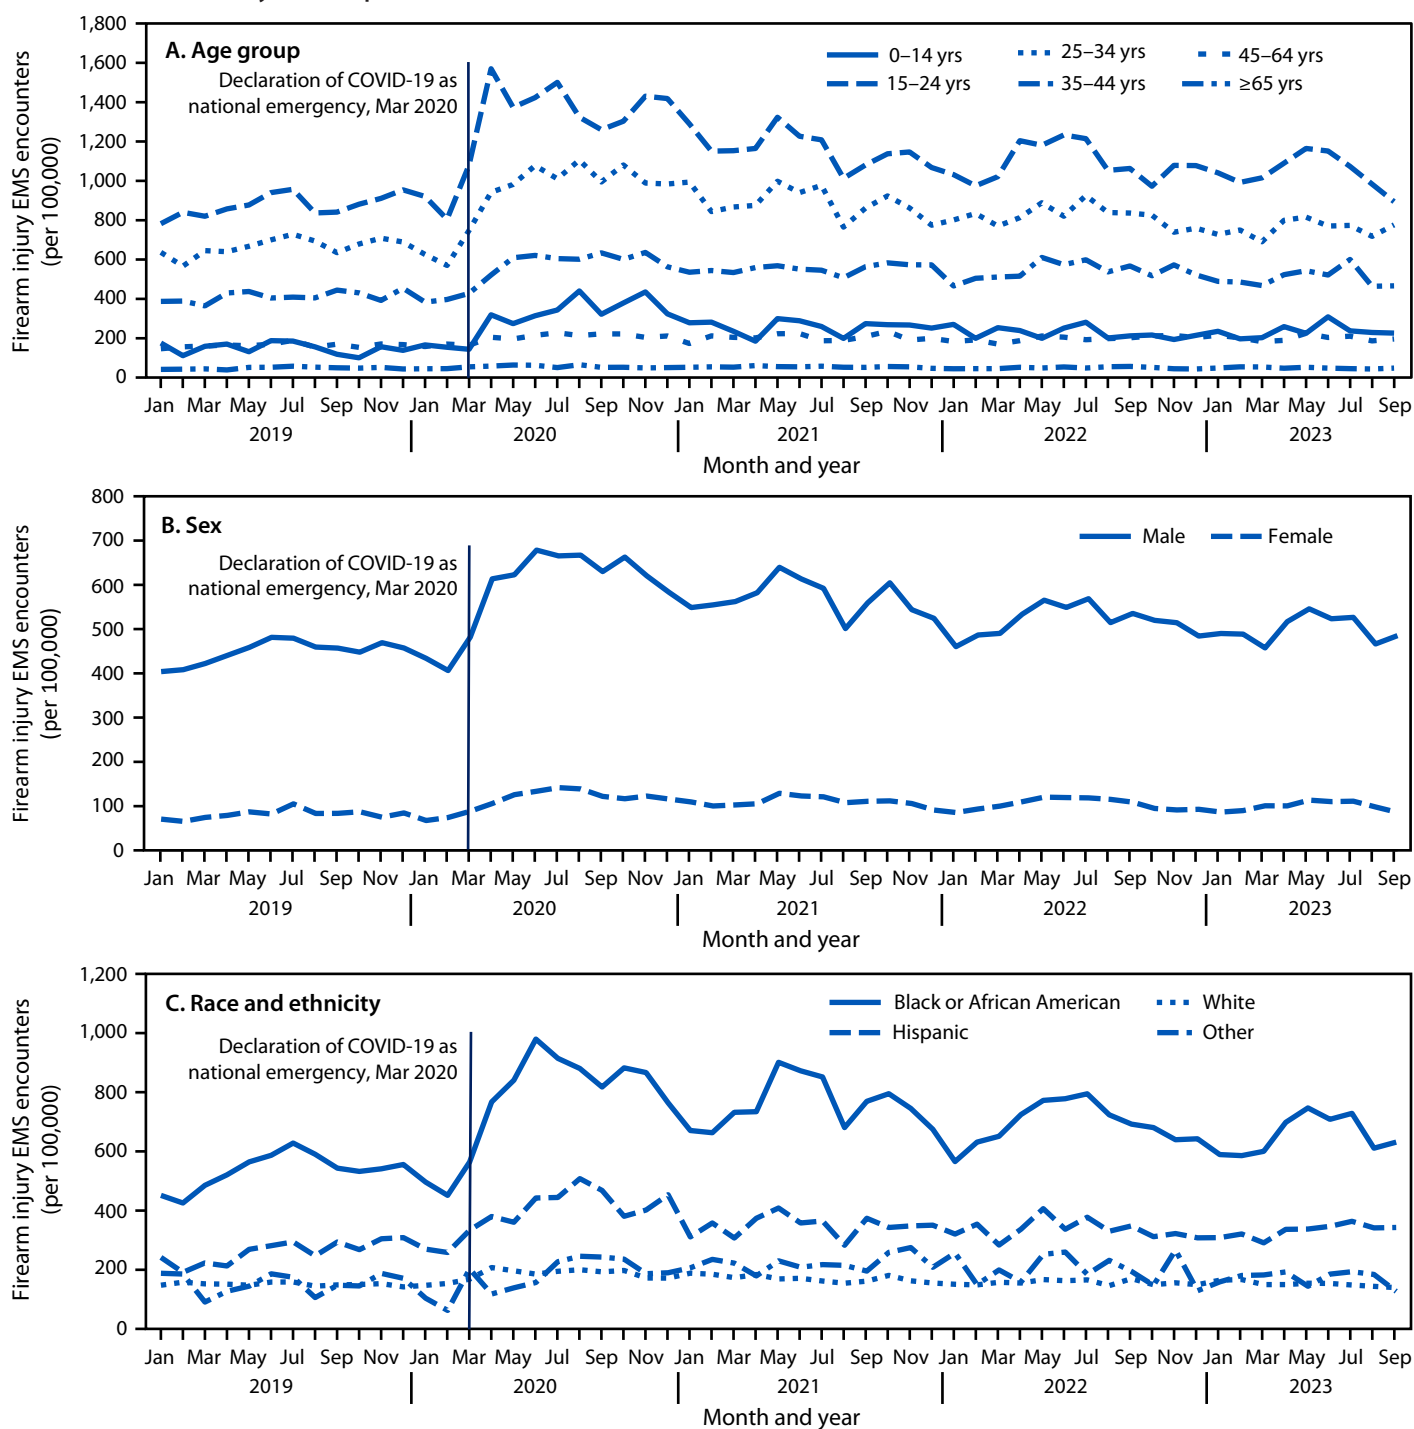 1,800
1,600
1,400
1,200
1,000
800
600
400
200
0
Firearm injury EMS encounters
(per 100,000)
A. Age group
Declaration of COVID-19 as
national emergency, Mar 2020
0–14 yrs
25–34 yrs
45–64 yrs
15–24 yrs
35–44 yrs
≥65 yrs
Jan Mar May Jul Sep Nov Jan Mar May Jul Sep Nov Jan Mar May Jul Sep Nov Jan Mar May Jul Sep Nov Jan Mar May Jul Sep
2019 2020 2021 2022 2023
Month and year
800
700
600
500
400
300
200
100
0
Firearm injury EMS encounters
(per 100,000)
B. Sex
Declaration of COVID-19 as
national emergency, Mar 2020
Male
Female
Jan Mar May Jul Sep Nov Jan Mar May Jul Sep Nov Jan Mar May Jul Sep Nov Jan Mar May Jul Sep Nov Jan Mar May Jul Sep
2019 2020 2021 2022 2023
Month and year
1,200
1,000
800
600
400
200
0
Firearm injury EMS encounters
(per 100,000)
C. Race and ethnicity
Declaration of COVID-19 as
national emergency, Mar 2020
Black or African American
White
Hispanic
Other
Jan Mar May Jul Sep Nov Jan Mar May Jul Sep Nov Jan Mar May Jul Sep Nov Jan Mar May Jul Sep Nov Jan Mar May Jul Sep
2019 2020 2021 2022 2023
Month and year